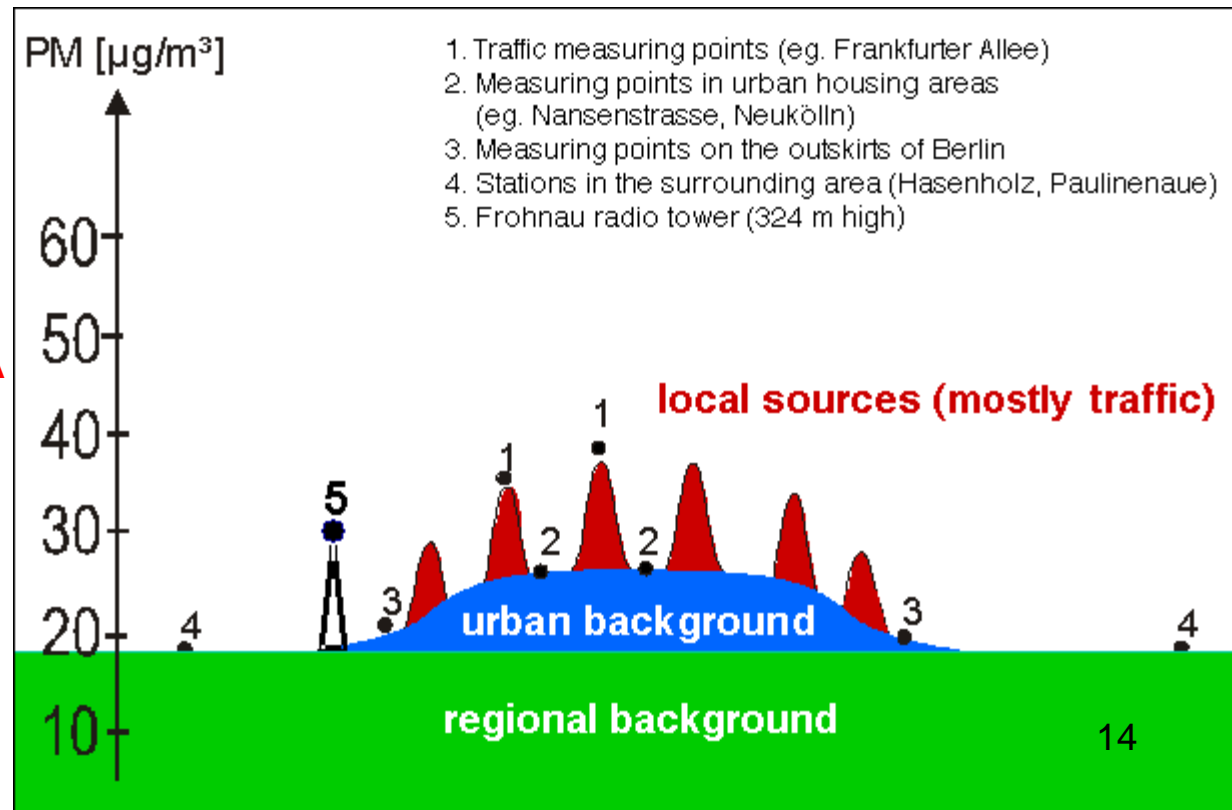 PM [µg/m³]
1. Traffic measuring points (eg. Frankfurter Allee)
2. Measuring points in urban housing areas
(eg. Nansenstrasse, Neukölln)
3. Measuring points on the outskirts of Berlin
4. Stations in the surrounding area (Hasenholz, Paulinenaue)
5. Frohnau radio tower (324 m high)
60
50
local sources (mostly traffic)
40
1
1
5
30
2
2
3
3
4
4
20
urban background
regional background
10
14